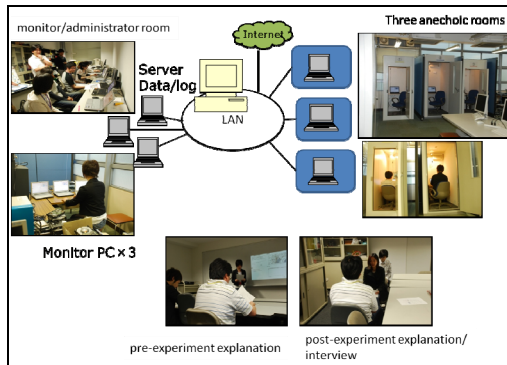 monitor/administrator room
Internet
Three anechoic rooms
Server
Data/log
LAN
Monitor PC×3
pre-experiment explanation
post-experiment explanation/
interview